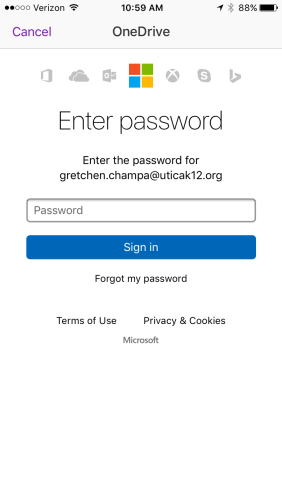 Verizon 10:59 AM 88%
Cancel OneDrive
Enter password
Enter the password for
gretchen.champa@uticak12.org
Password
Sign in
Forgot my password
Terms of Use Privacy & Cookies
Microsoft